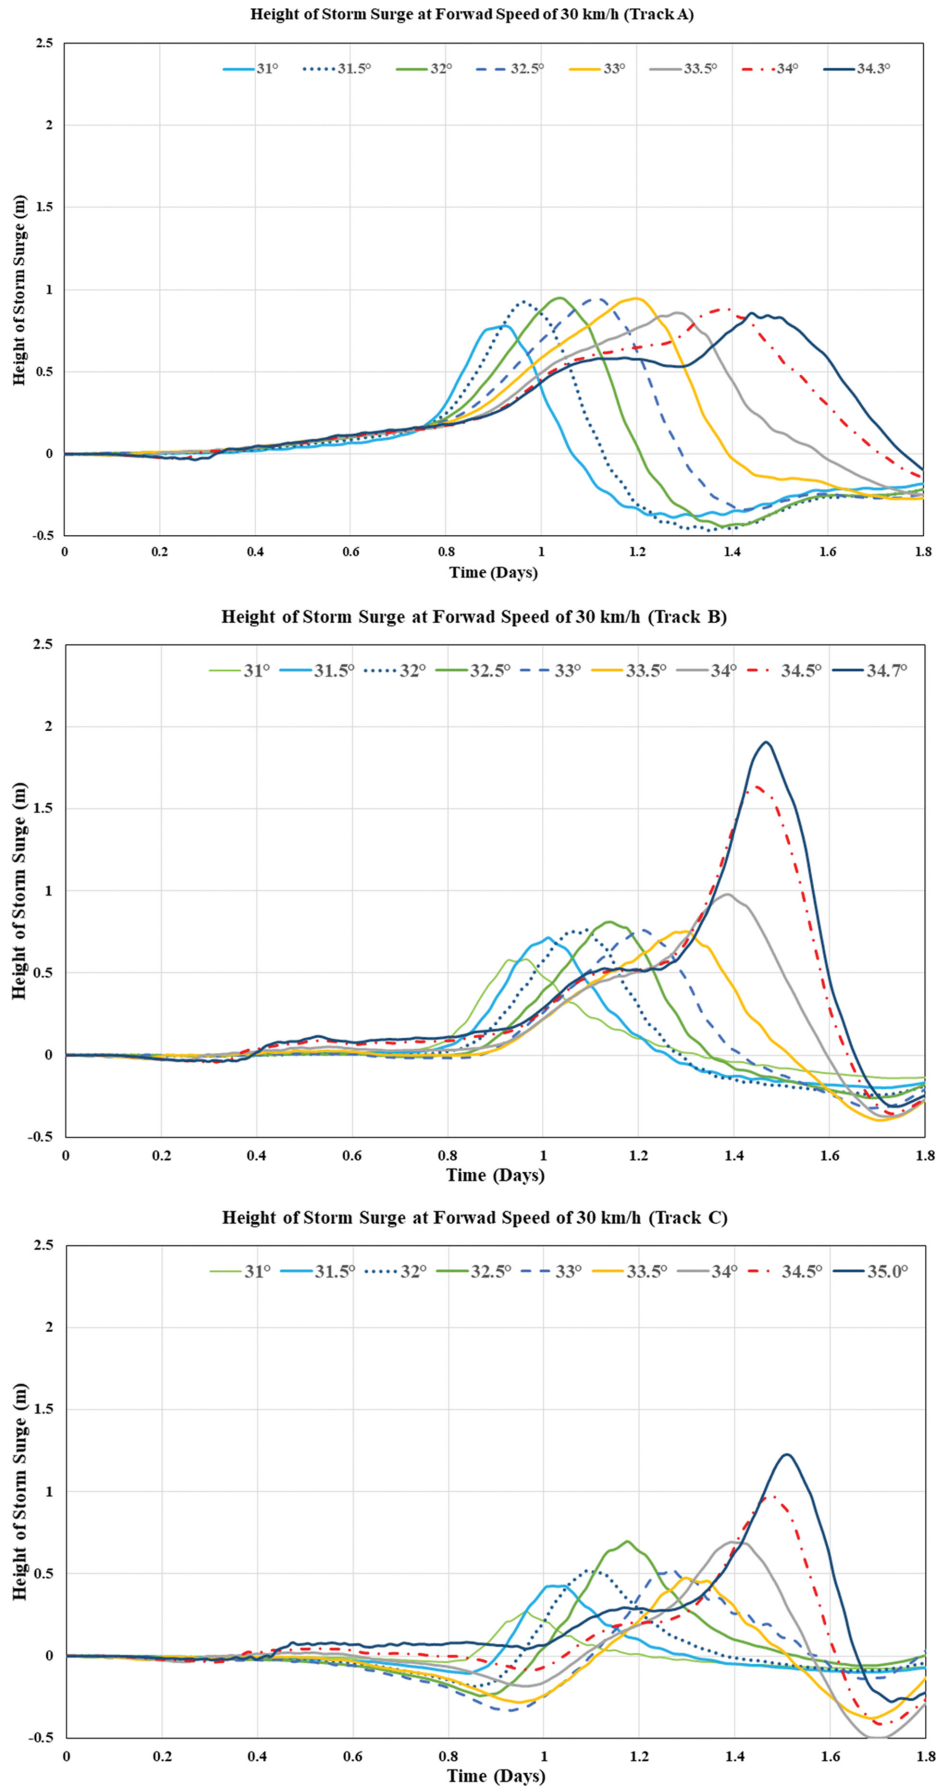 Height of Storm Surge at Forwad Speed of 30 km/h (Track A)
2.5
31° 31.5° 32° 32.5° 33° 33.5° 34° 34.3°
2
1.5
1
0.5
0
-0.5
Height of Storm Surge (m)
0 0.2 0.4 0.6 0.8 1 1.2 1.4 1.6 1.8
Time (Days)
Height of Storm Surge at Forwad Speed of 30 km/h (Track B)
2.5
31° 31.5° 32° 32.5° 33° 33.5° 34° 34.5° 34.7°
2
1.5
1
0.5
0
-0.5
Height of Storm Surge (m)
0 0.2 0.4 0.6 0.8 1 1.2 1.4 1.6 1.8
Time (Days)
Height of Storm Surge at Forwad Speed of 30 km/h (Track C)
2.5
31° 31.5° 32° 32.5° 33° 33.5° 34° 34.5° 35.0°
2
1.5
1
0.5
0
-0.5
Height of Storm Surge (m)
0 0.2 0.4 0.6 0.8 1 1.2 1.4 1.6 1.8
Time (Days)